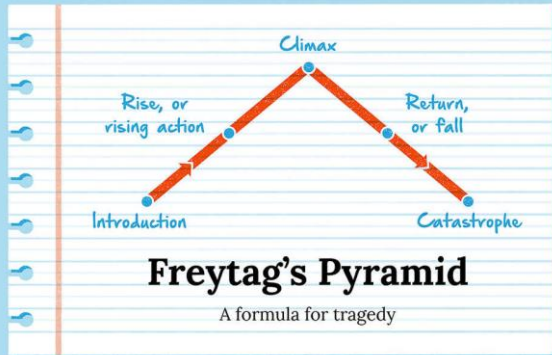 Climax
Rise, or
rising action
Return,
or fall
Introduction
Catastrophe
Freytag's Pyramid
A formula for tragedy